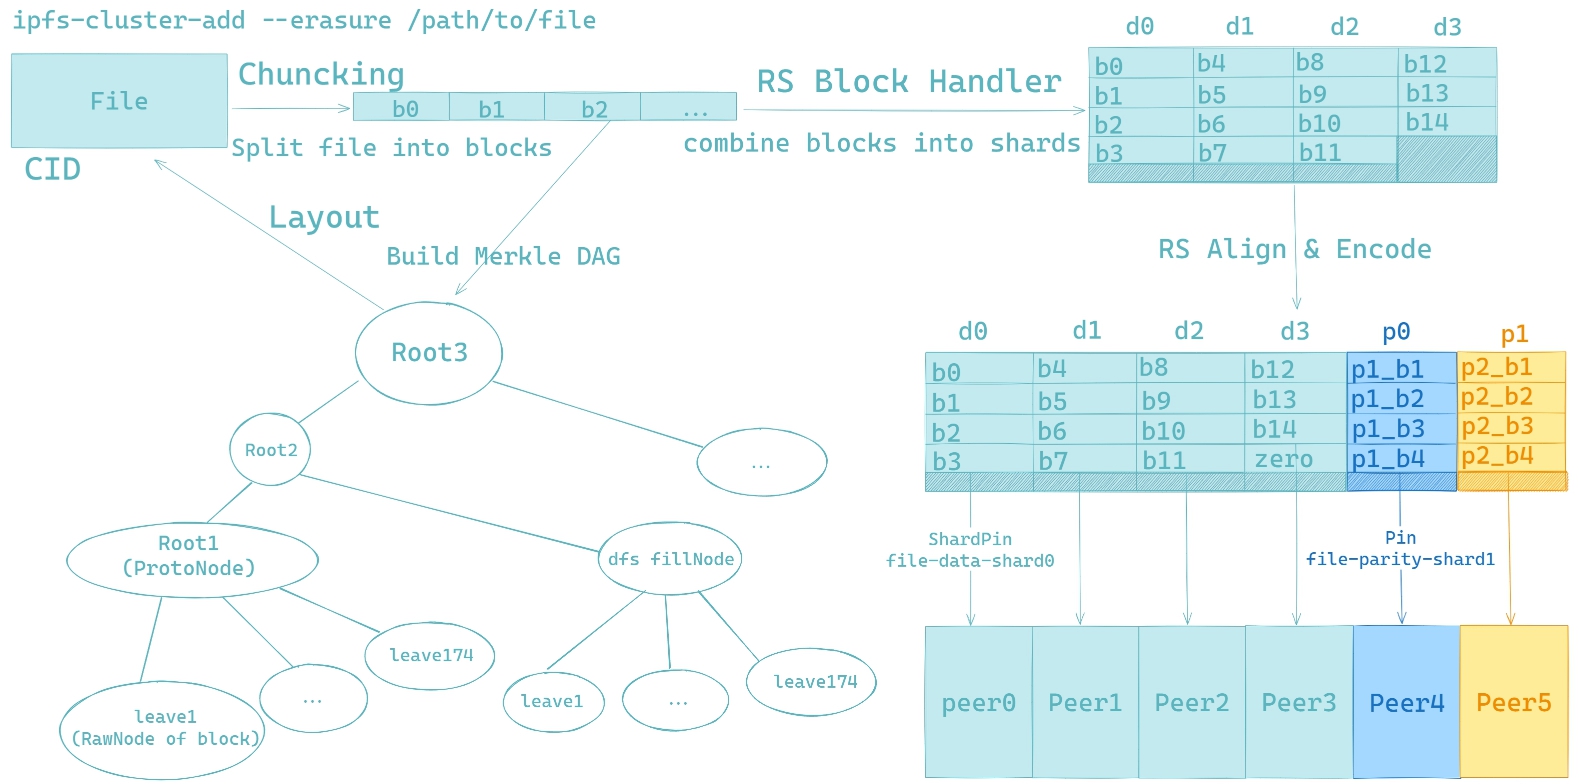 ipfs-cluster-add --erasure /path/to/file
File
CID
Chuncking
b0 b1 b2 ...
Split file into blocks
RS Block Handler
combine blocks into shards
d0 d1 d2 d3
b0 b4 b8 b12
b1 b5 b9 b13
b2 b6 b10 b14
b3 b7 b11
Layout
Build Merkle DAG
RS Align & Encode
Root3
Root2
...
Root1
(ProtoNode)
dfs fillNode
leave174
...
leave1
(RawNode of block)
leave1
...
leave174
d0 d1 d2 d3 p0 p1
b0 b4 b8 b12 p1_b1 p2_b1
b1 b5 b9 b13 p1_b2 p2_b2
b2 b6 b10 b14 p1_b3 p2_b3
b3 b7 b11 zero p1_b4 p2_b4
ShardPin
file-data-shard0
Pin
file-parity-shard1
peer0 Peer1 Peer2 Peer3 Peer4 Peer5